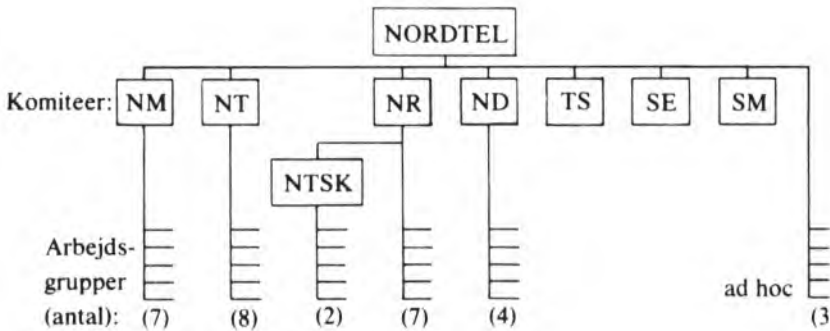 NORDTEL
Komiteer: NM NT NR ND TS SE SM
NTSK
Arbejds-
grupper ad hoc
(antal): (7) (8) (2) (7) (4) (3